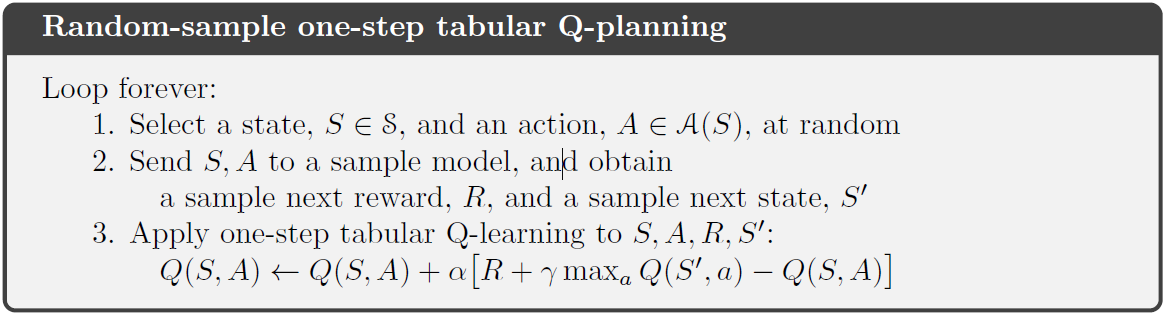 Random-sample one-step tabular Q-planning
Loop forever:
1. Select a state, S ∈ 𝒮, and an action, A ∈ 𝒜(S), at random
2. Send S, A to a sample model, and obtain
a sample next reward, R, and a sample next state, S′
3. Apply one-step tabular Q-learning to S, A, R, S′:
Q(S, A) ← Q(S, A) + α[R + γ maxₐ Q(S′, a) − Q(S, A)]